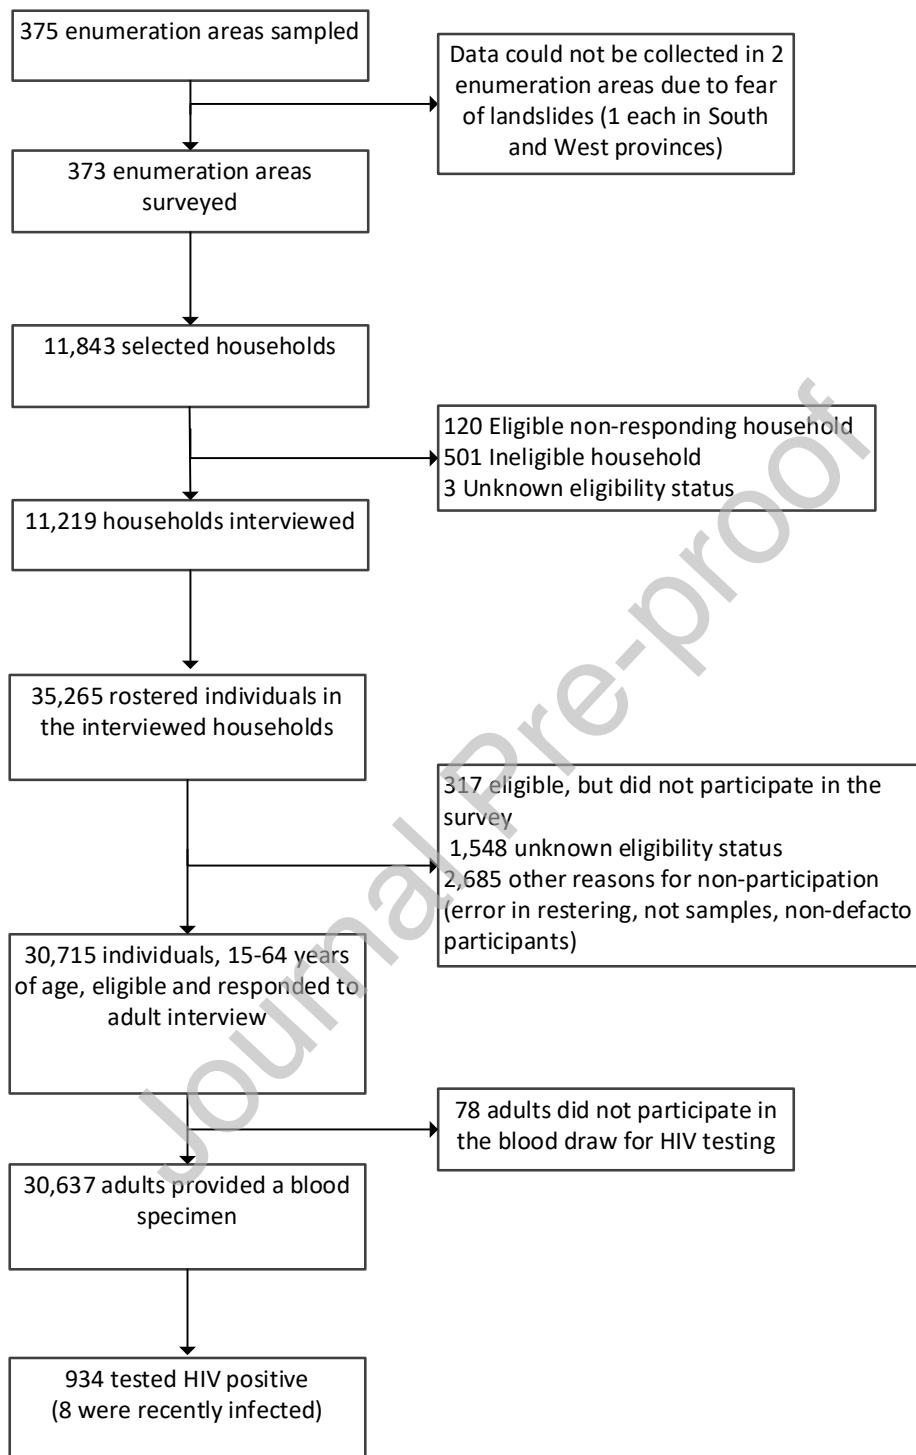 375 enumeration areas sampled
Data could not be collected in 2
enumeration areas due to fear
of landslides (1 each in South
and West provinces)
373 enumeration areas
surveyed
11,843 selected households
120 Eligible non-responding household
501 Ineligible household
3 Unknown eligibility status
11,219 households interviewed
35,265 rostered individuals in
the interviewed households
317 eligible, but did not participate in the
survey
1,548 unknown eligibility status
2,685 other reasons for non-participation
(error in restering, not samples, non-defacto
participants)
30,715 individuals, 15-64 years
of age, eligible and responded to
adult interview
78 adults did not participate in
the blood draw for HIV testing
30,637 adults provided a blood
specimen
934 tested HIV positive
(8 were recently infected)
Journal Pre-proof